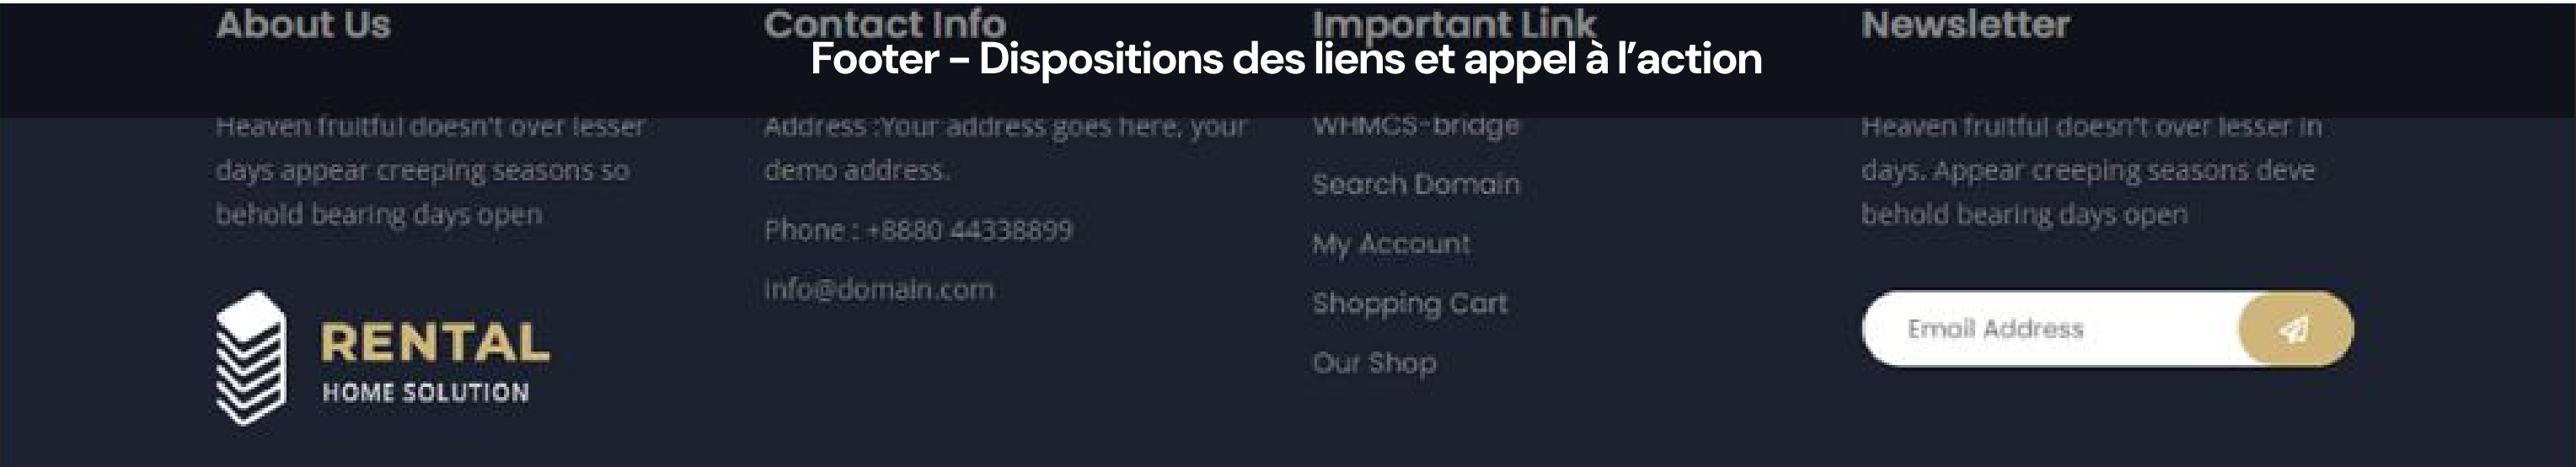 About Us
Contact Info
Important Link
Newsletter
Footer – Dispositions des liens et appel à l’action
Heaven fruitful doesn't over lesser
days appear creeping seasons so
behold bearing days open
RENTAL
HOME SOLUTION
Address :Your address goes here, your
demo address.
Phone : +8880 44338899
info@domain.com
WHMCS-bridge
Search Domain
My Account
Shopping Cart
Our Shop
Heaven fruitful doesn't over lesser in
days. Appear creeping seasons deve
behold bearing days open
Email Address